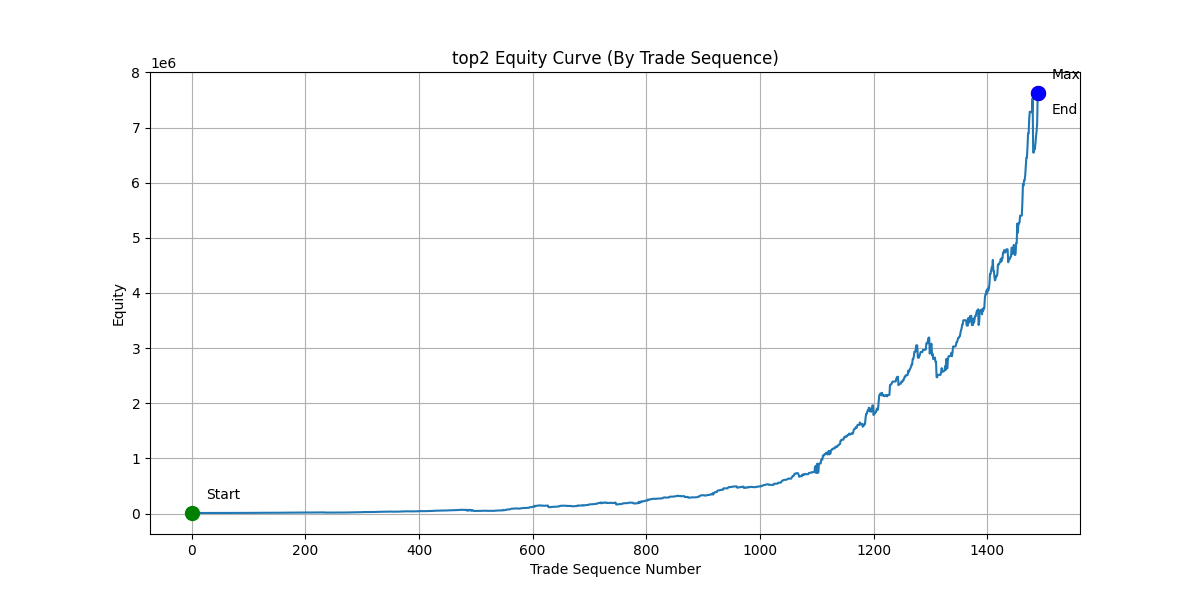 top2 Equity Curve (By Trade Sequence)
1e6
Max
End
Start
8
7
6
5
4
3
2
1
0
Equity
0 200 400 600 800 1000 1200 1400
Trade Sequence Number